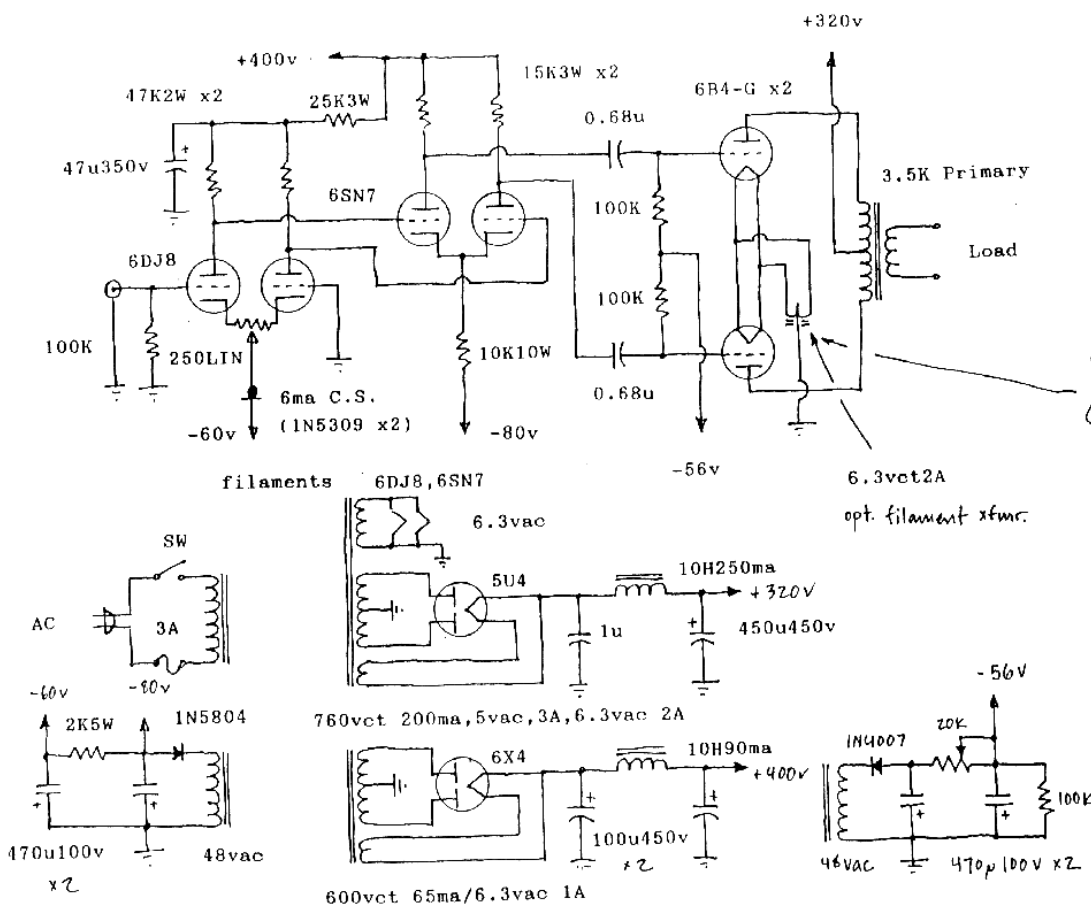 +320v
+400v
15K3W x2
6B4-G x2
47K2W x2
25K3W
0.68u
47u350v
6SN7
100K
3.5K Primary
Load
6DJ8
100K
100K
250LIN
10K10W
0.68u
6ma C.S.
(1N5309 x2)
-60v
-80v
-56v
6.3vct2A
opt. filament xfmr.
filaments
6DJ8,6SN7
6.3vac
SW
AC
3A
5U4
10H250ma
+320V
1u
450u450v
760vct 200ma,5vac,3A,6.3vac 2A
-60v
-80v
2K5W
1N5804
470u100v
x2
48vac
6X4
10H90ma
+400V
100u450v
x2
600vct 65ma/6.3vac 1A
-56V
1N4007
20K
100K
48vac
470µ100V x2